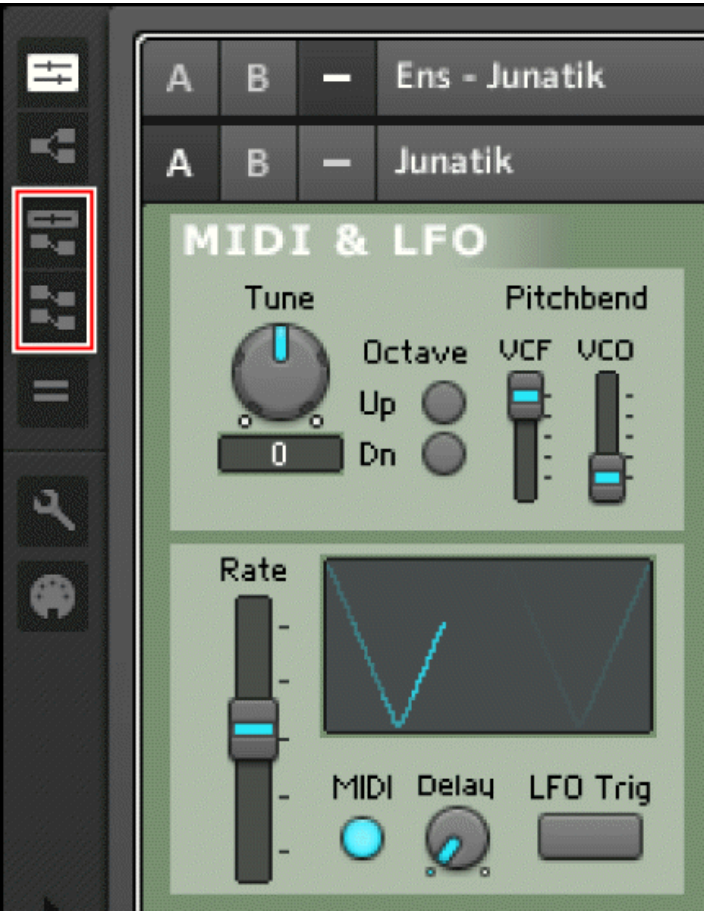 A B – Ens - Junatik
A B – Junatik
MIDI & LFO
Tune
Pitchbend
Octave
VCF VCO
Up
0
Dn
Rate
MIDI Delay LFO Trig